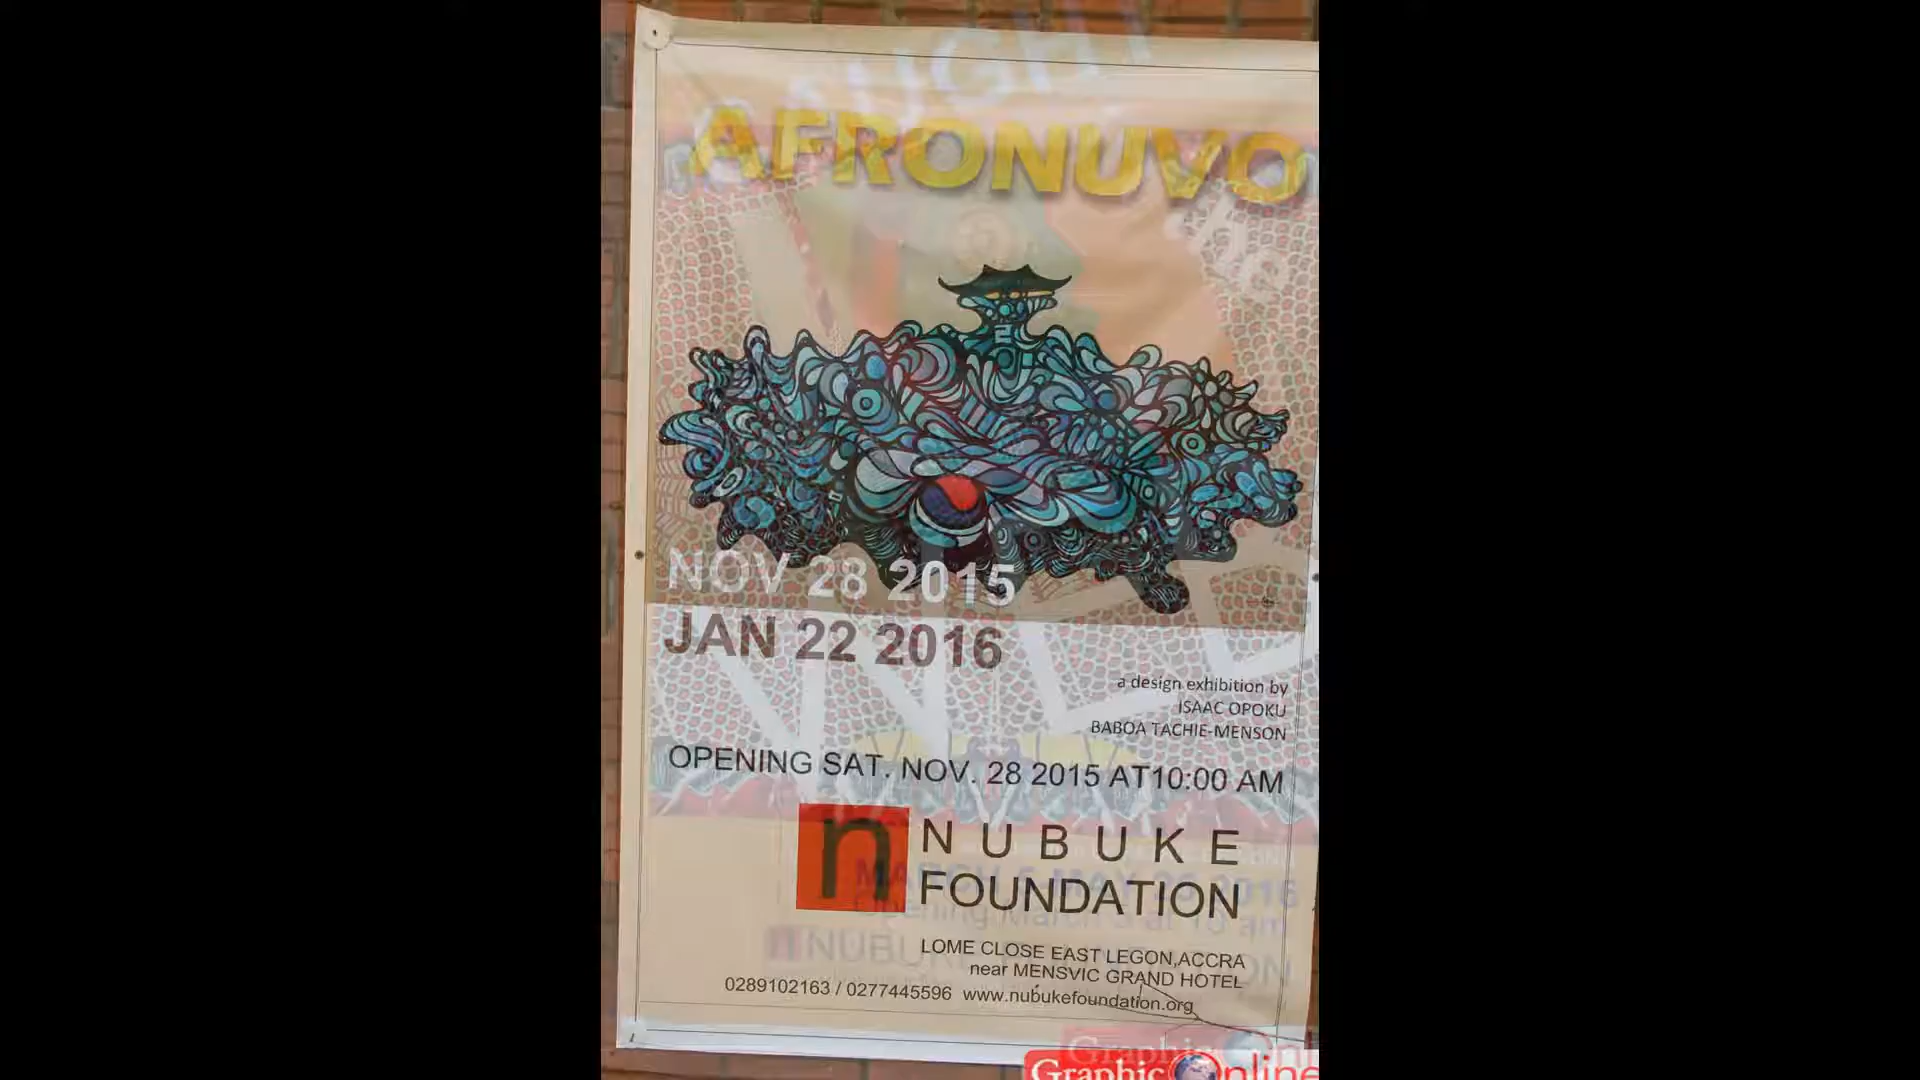 AFRONUVO
NOV 28 2015
JAN 22 2016
a design exhibition by
ISAAC OPOKU
BABOA TACHIE-MENSON
OPENING SAT. NOV. 28 2015 AT10:00 AM
n NUBUKE
FOUNDATION
LOME CLOSE EAST LEGON,ACCRA
near MENSVIC GRAND HOTEL
0289102163 / 0277445596 www.nubukefoundation.org
Graphic Online